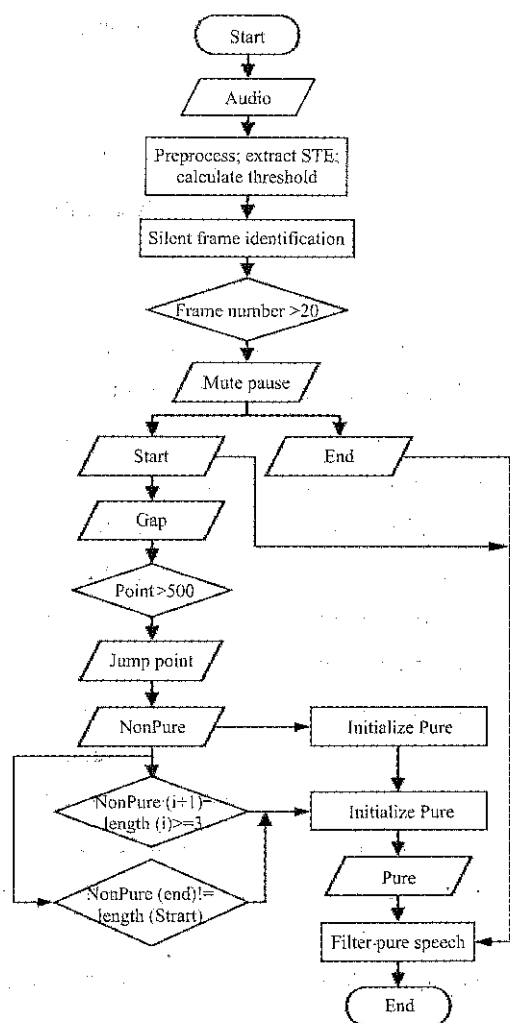 Start
Audio
Preprocess; extract STE;
calculate threshold
Silent frame identification
Frame number >20
Mute pause
Start
End
Gap
Point>500
Jump point
NonPure
Initialize Pure
NonPure (i+1)=
length (i)>=3
Initialize Pure
Pure
NonPure (end)!=
length (Strart)
Filter-pure speech
End